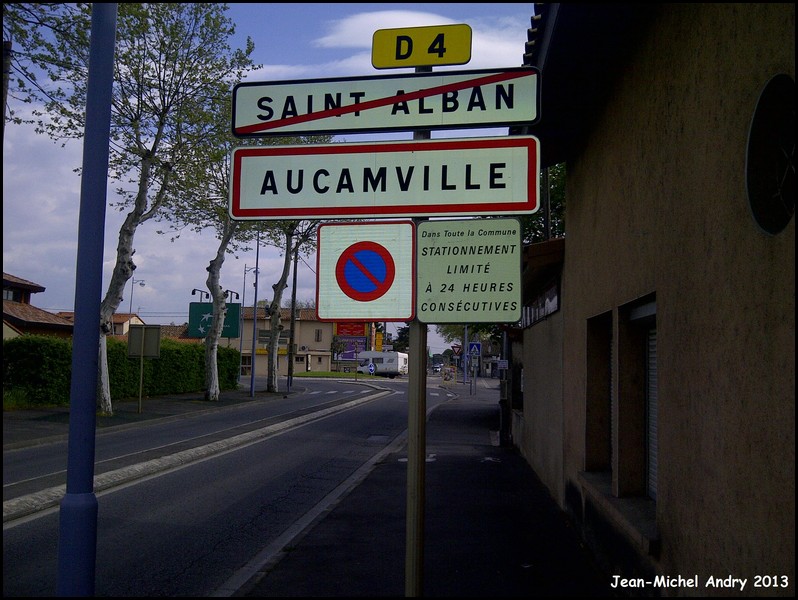 D 4
SAINT ALBAN
AUCAMVILLE
Dans Toute la Commune
STATIONNEMENT
LIMITÉ
À 24 HEURES
CONSÉCUTIVES
Jean-Michel Andry 2013